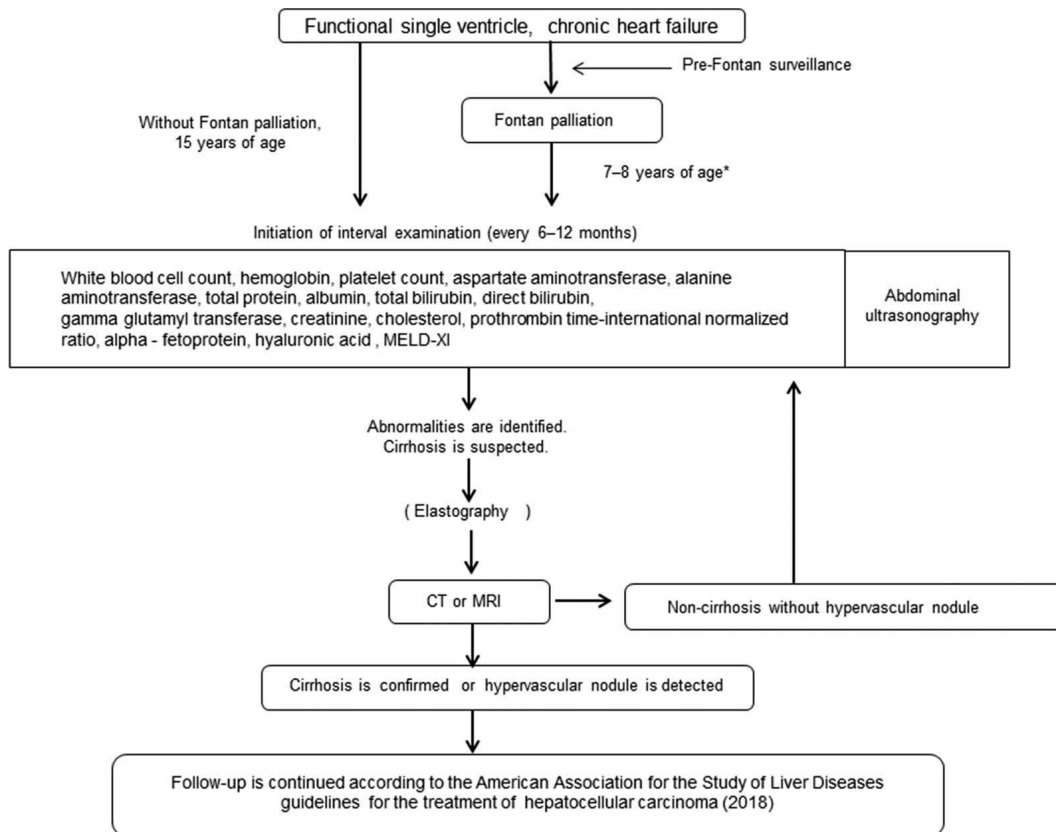 Functional single ventricle, chronic heart failure
Pre-Fontan surveillance
Without Fontan palliation,
15 years of age
Fontan palliation
7–8 years of age*
Initiation of interval examination (every 6–12 months)
White blood cell count, hemoglobin, platelet count, aspartate aminotransferase, alanine
aminotransferase, total protein, albumin, total bilirubin, direct bilirubin,
gamma glutamyl transferase, creatinine, cholesterol, prothrombin time-international normalized
ratio, alpha - fetoprotein, hyaluronic acid , MELD-XI
Abdominal
ultrasonography
Abnormalities are identified.
Cirrhosis is suspected.
( Elastography )
CT or MRI
Non-cirrhosis without hypervascular nodule
Cirrhosis is confirmed or hypervascular nodule is detected
Follow-up is continued according to the American Association for the Study of Liver Diseases
guidelines for the treatment of hepatocellular carcinoma (2018)